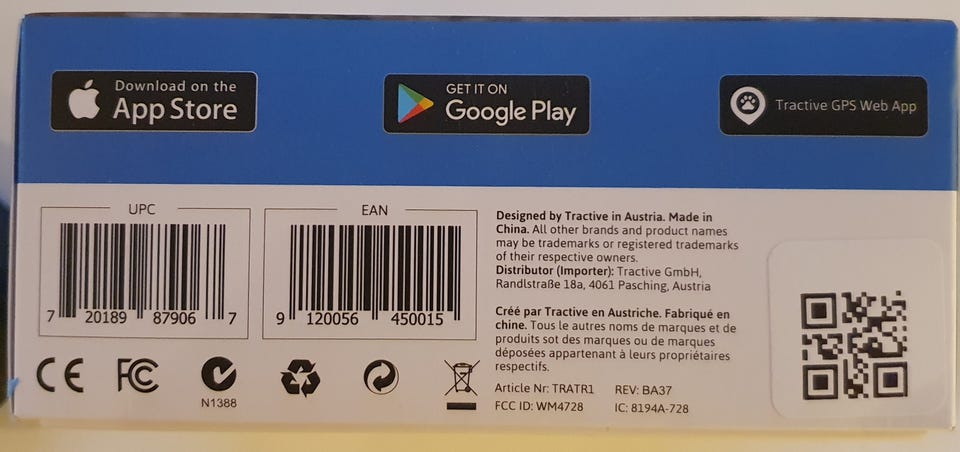 Download on the
App Store
GET IT ON
Google Play
Tractive GPS Web App
UPC
7 20189 87906 7
EAN
9 120056 450015
Designed by Tractive in Austria. Made in
China. All other brands and product names
may be trademarks or registered trademarks
of their respective owners.
Distributor (Importer): Tractive GmbH,
Randlstraße 18a, 4061 Pasching, Austria
Créé par Tractive en Austriche. Fabriqué en
chine. Tous le autres noms de marques et de
produits sot des marques ou de marques
déposées appartenant à leurs propriétaires
respectifs.
Article Nr: TRATR1 REV: BA37
FCC ID: WM4728 IC: 8194A-728
CE
FC
N1388